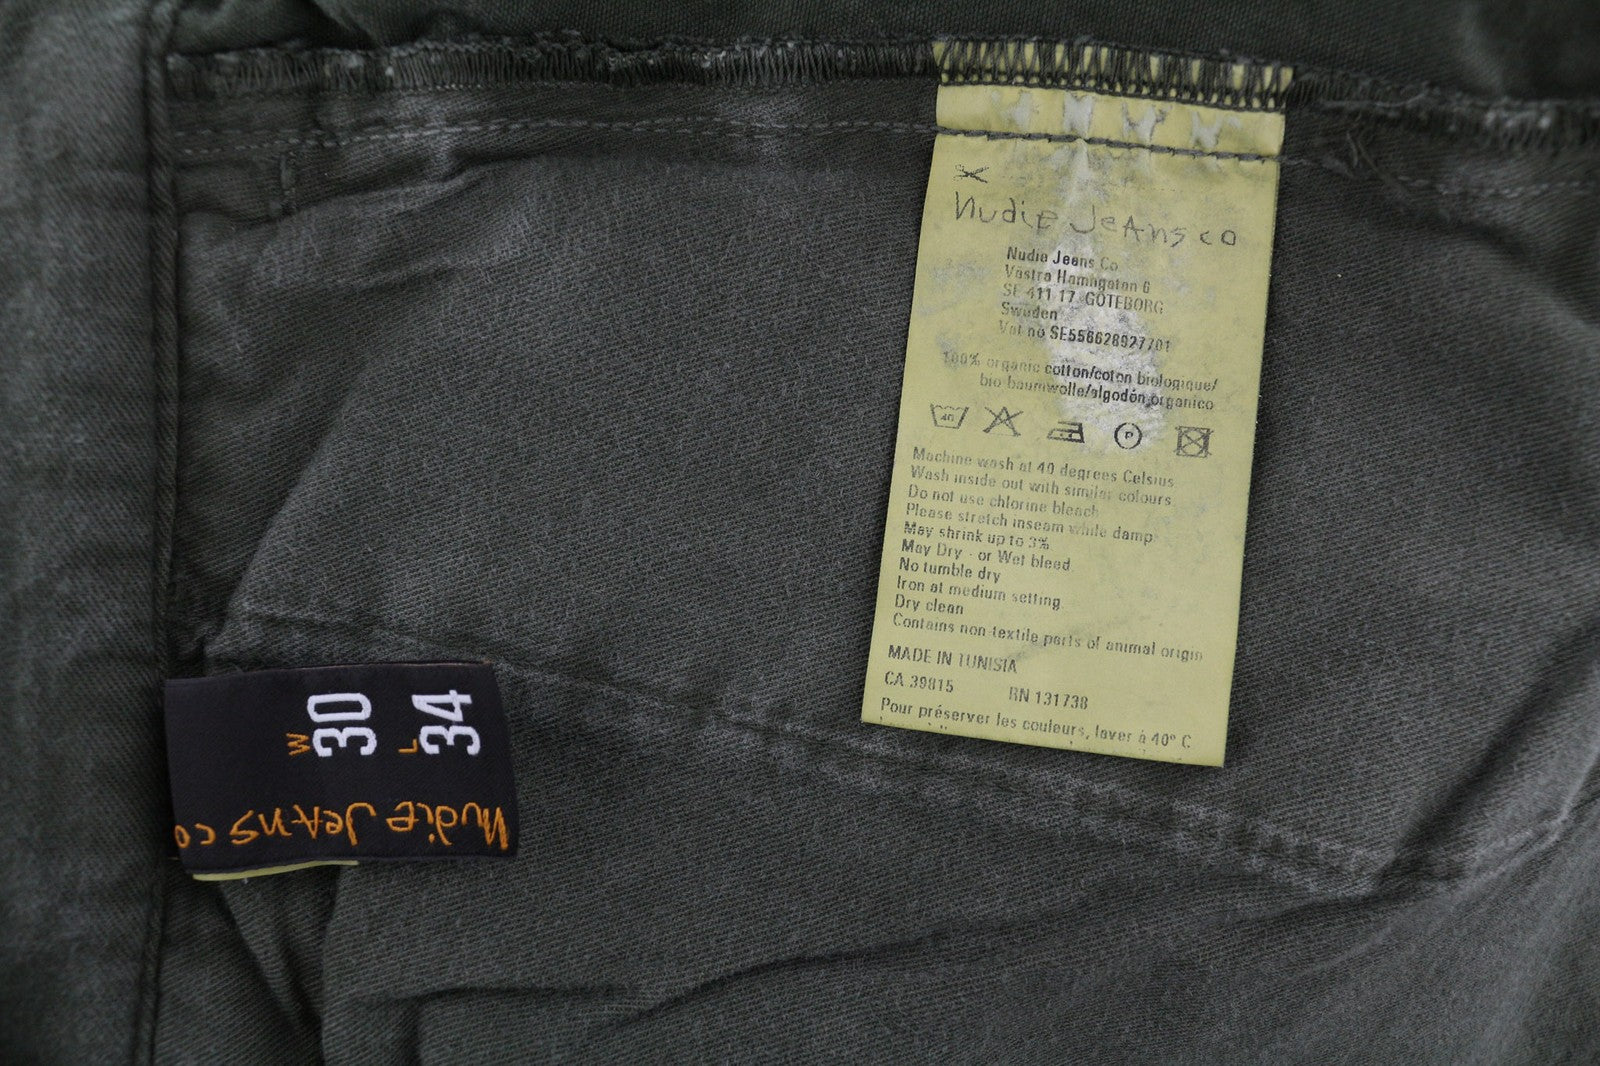 Nudie Jeans co
Nudie Jeans Co
Västra Hamngatan 6
SE 411 17 GÖTEBORG
Sweden
Vat no SE556628927701
100% organic cotton/coton biologique/
bio baumwolle/algodón organico
40
P
Machine wash at 40 degrees Celsius
Wash inside out with similar colours
Do not use chlorine bleach
Please stretch inseam while damp
May shrink up to 3%
May Dry - or Wet bleed
No tumble dry
Iron at medium setting
Dry clean
Contains non-textile parts of animal origin
MADE IN TUNISIA
CA 39815 RN 131738
Pour préserver les couleurs, laver à 40° C
W 30
L 34
Nudie Jeans co